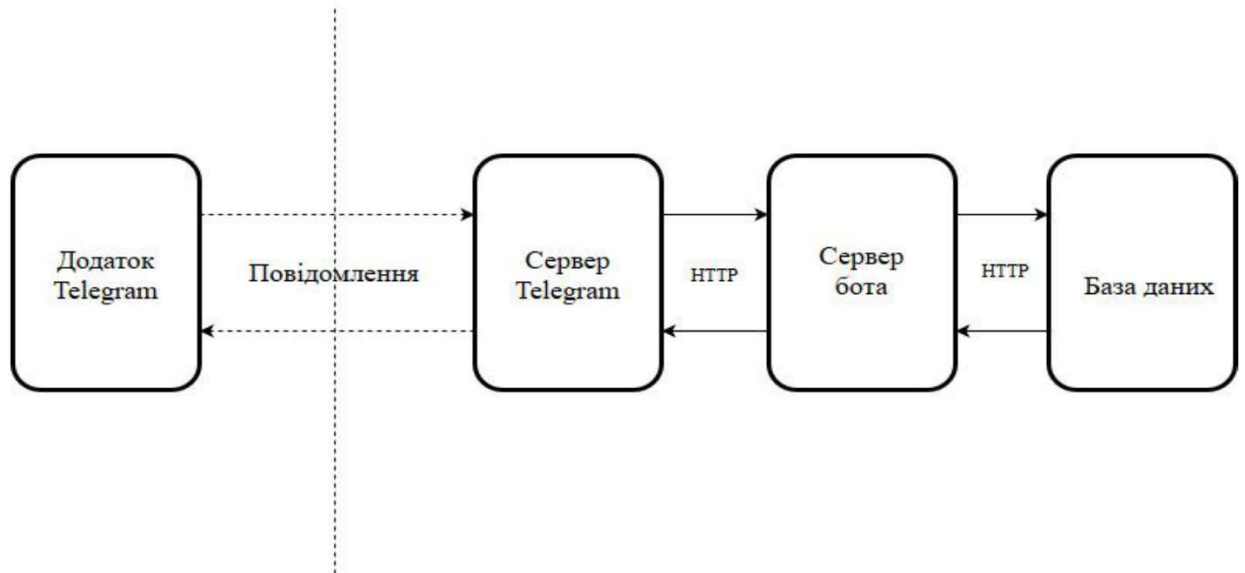 Додаток
Telegram
Повідомлення
Сервер
Telegram
HTTP
Сервер
бота
HTTP
База даних